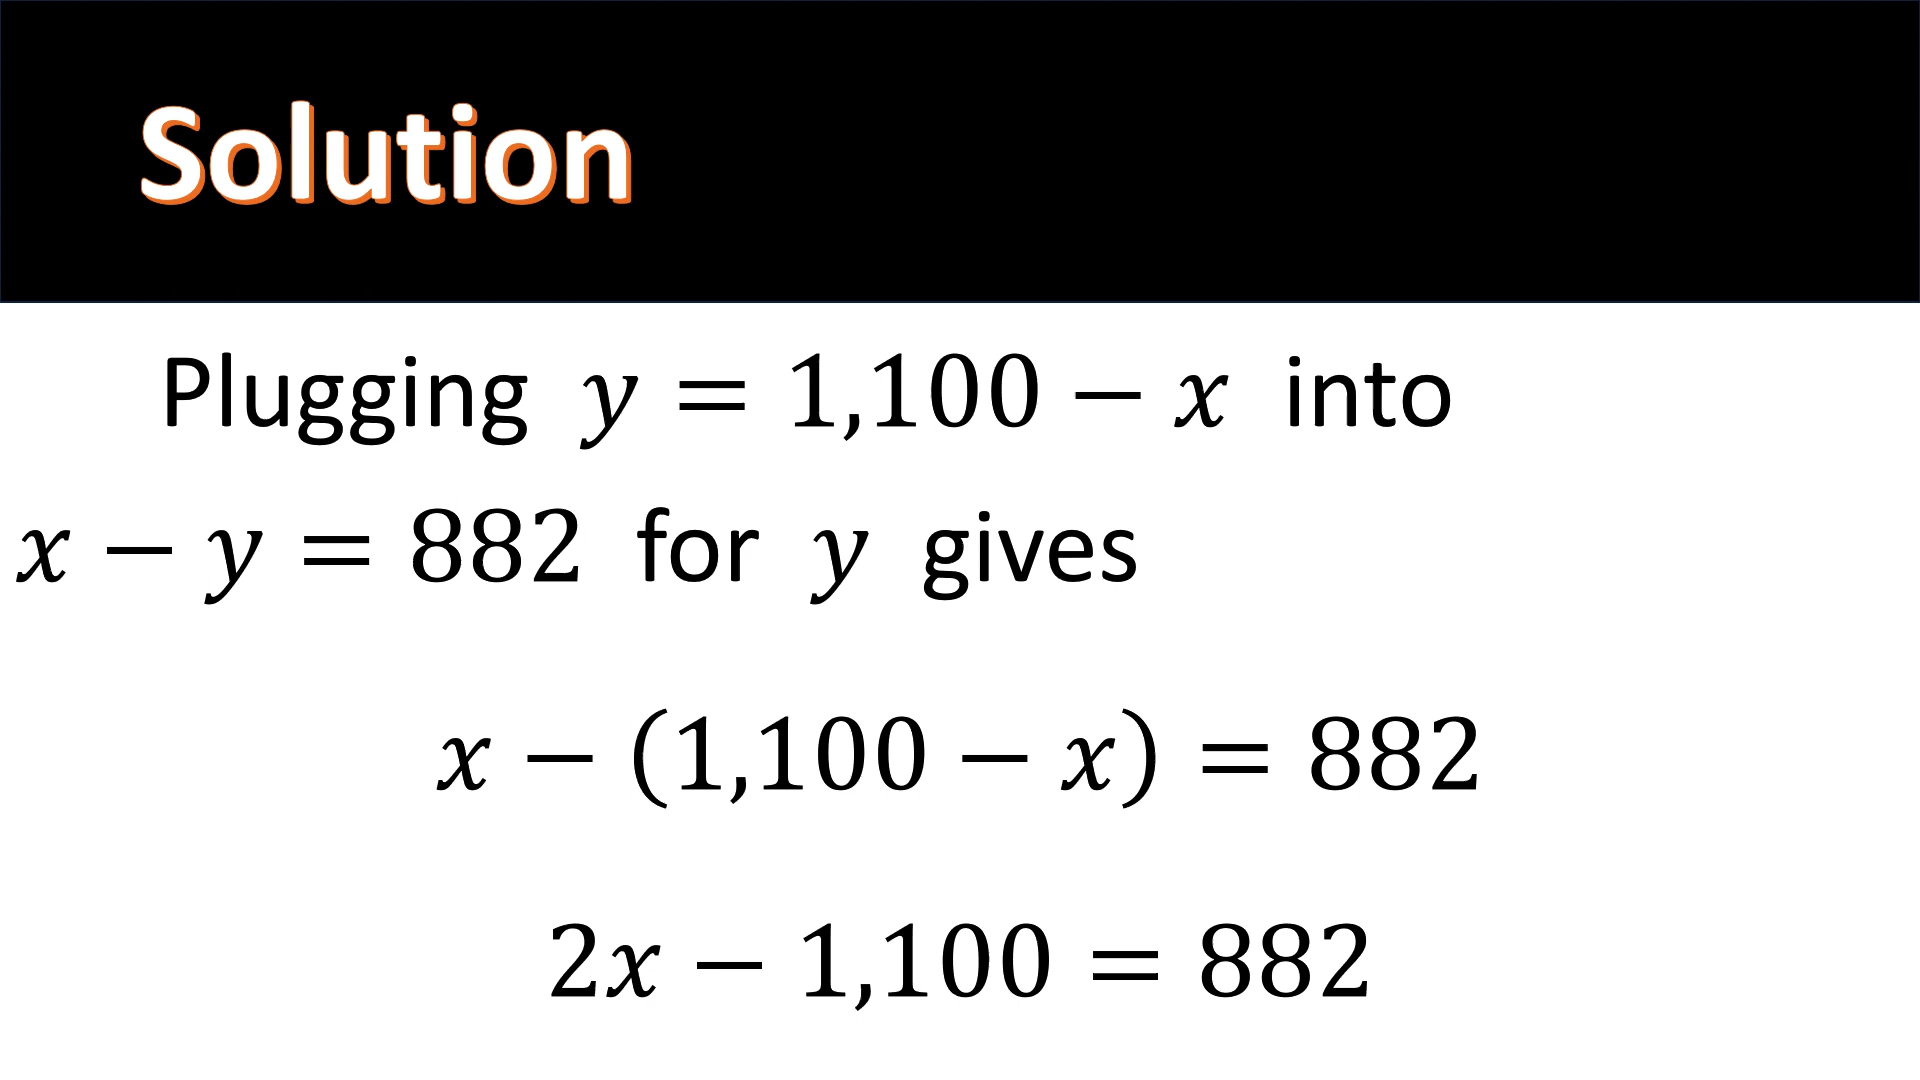 Solution
Plugging y = 1,100 − x into
x − y = 882 for y gives
x − (1,100 − x) = 882
2x − 1,100 = 882